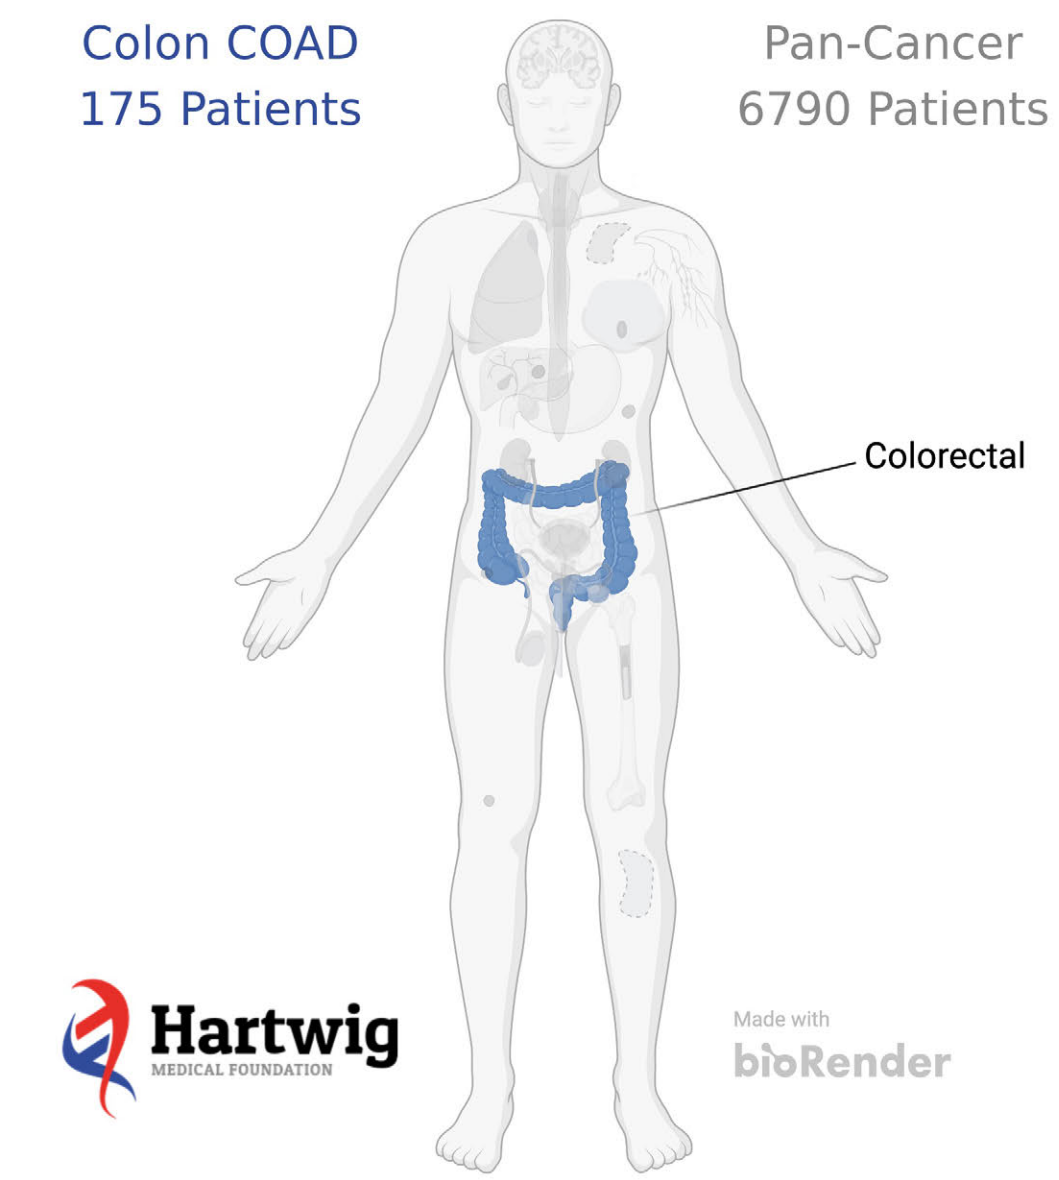 Colon COAD
175 Patients
Pan-Cancer
6790 Patients
Colorectal
Hartwig
MEDICAL FOUNDATION
Made with
bioRender